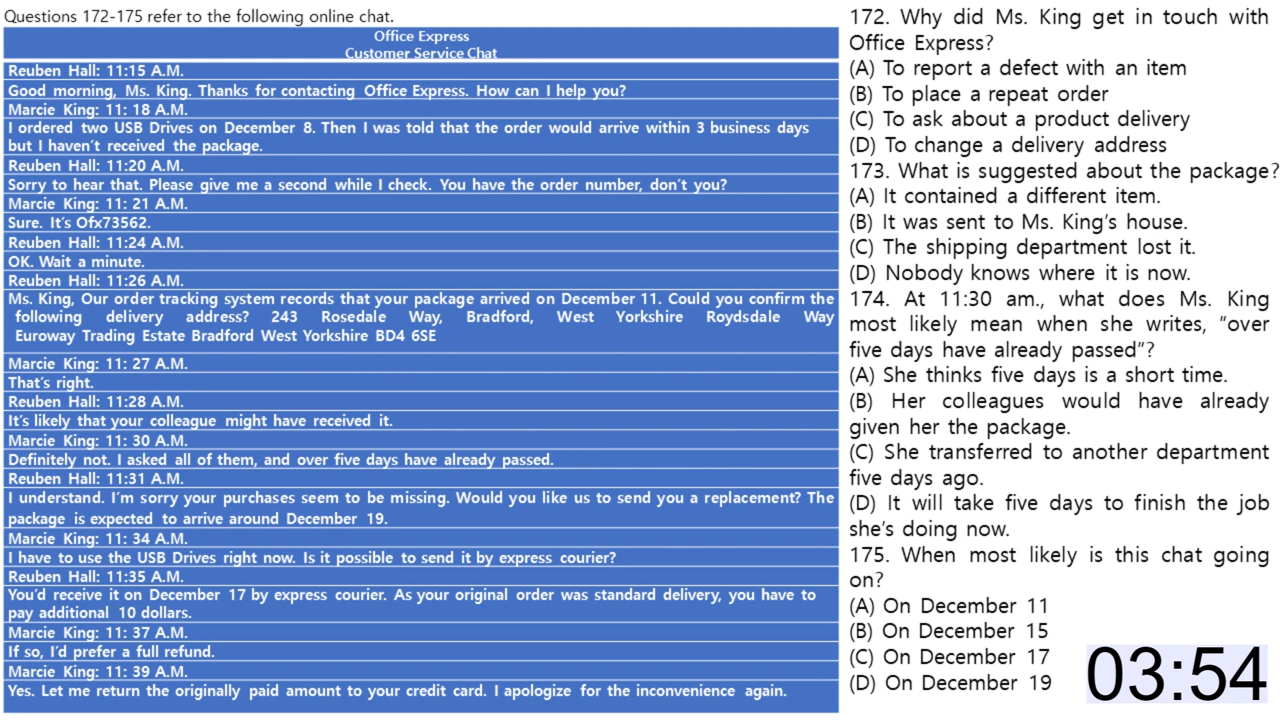 Questions 172-175 refer to the following online chat.
Office Express
Customer Service Chat
Reuben Hall: 11:15 A.M.
Good morning, Ms. King. Thanks for contacting Office Express. How can I help you?
Marcie King: 11: 18 A.M.
I ordered two USB Drives on December 8. Then I was told that the order would arrive within 3 business days
but I haven't received the package.
Reuben Hall: 11:20 A.M.
Sorry to hear that. Please give me a second while I check. You have the order number, don't you?
Marcie King: 11: 21 A.M.
Sure. It's Ofx73562.
Reuben Hall: 11:24 A.M.
OK. Wait a minute.
Reuben Hall: 11:26 A.M.
Ms. King, Our order tracking system records that your package arrived on December 11. Could you confirm the
following delivery address? 243 Rosedale Way, Bradford, West Yorkshire Roydsdale Way
Euroway Trading Estate Bradford West Yorkshire BD4 6SE
Marcie King: 11: 27 A.M.
That's right.
Reuben Hall: 11:28 A.M.
It's likely that your colleague might have received it.
Marcie King: 11: 30 A.M.
Definitely not. I asked all of them, and over five days have already passed.
Reuben Hall: 11:31 A.M.
I understand. I'm sorry your purchases seem to be missing. Would you like us to send you a replacement? The
package is expected to arrive around December 19.
Marcie King: 11: 34 A.M.
I have to use the USB Drives right now. Is it possible to send it by express courier?
Reuben Hall: 11:35 A.M.
You'd receive it on December 17 by express courier. As your original order was standard delivery, you have to
pay additional 10 dollars.
Marcie King: 11: 37 A.M.
If so, I'd prefer a full refund.
Marcie King: 11: 39 A.M.
Yes. Let me return the originally paid amount to your credit card. I apologize for the inconvenience again.
172. Why did Ms. King get in touch with
Office Express?
(A) To report a defect with an item
(B) To place a repeat order
(C) To ask about a product delivery
(D) To change a delivery address
173. What is suggested about the package?
(A) It contained a different item.
(B) It was sent to Ms. King's house.
(C) The shipping department lost it.
(D) Nobody knows where it is now.
174. At 11:30 am., what does Ms. King
most likely mean when she writes, "over
five days have already passed"?
(A) She thinks five days is a short time.
(B) Her colleagues would have already
given her the package.
(C) She transferred to another department
five days ago.
(D) It will take five days to finish the job
she's doing now.
175. When most likely is this chat going
on?
(A) On December 11
(B) On December 15
(C) On December 17
(D) On December 19
03:54